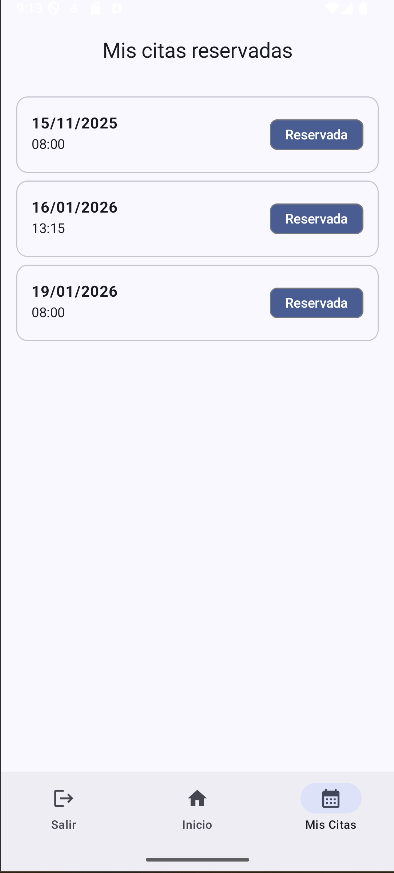 Mis citas reservadas
15/11/2025
08:00
Reservada
16/01/2026
13:15
Reservada
19/01/2026
08:00
Reservada
Salir
Inicio
Mis Citas